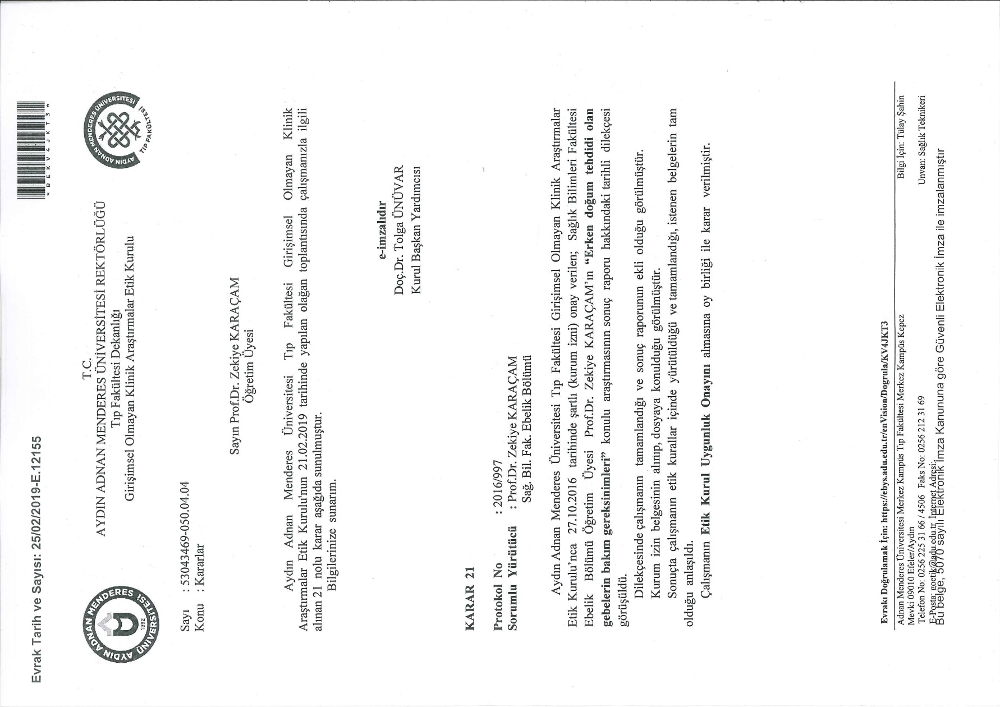 Evrak Tarih ve Sayısı: 25/02/2019-E.12155
* B E K V 4 J K T 3 *
T.C.
AYDIN ADNAN MENDERES ÜNİVERSİTESİ REKTÖRLÜĞÜ
Tıp Fakültesi Dekanlığı
Girişimsel Olmayan Klinik Araştırmalar Etik Kurulu
AYDIN ADNAN MENDERES ÜNİVERSİTESİ
1992
AYDIN ADNAN MENDERES ÜNİVERSİTESİ
TIP FAKÜLTESİ
Sayı : 53043469-050.04.04
Konu : Kararlar
Sayın Prof.Dr. Zekiye KARAÇAM
Öğretim Üyesi
Aydın Adnan Menderes Üniversitesi Tıp Fakültesi Girişimsel Olmayan Klinik
Araştırmalar Etik Kurulu'nun 21.02.2019 tarihinde yapılan olağan toplantısında çalışmanızla ilgili
alınan 21 nolu karar aşağıda sunulmuştur.
Bilgilerinize sunarım.
e-imzalıdır
Doç.Dr. Tolga ÜNÜVAR
Kurul Başkan Yardımcısı
KARAR 21
Protokol No : 2016/997
Sorumlu Yürütücü : Prof.Dr. Zekiye KARAÇAM
Sağ. Bil. Fak. Ebelik Bölümü
Aydın Adnan Menderes Üniversitesi Tıp Fakültesi Girişimsel Olmayan Klinik Araştırmalar
Etik Kurulu’nca 27.10.2016 tarihinde şartlı (kurum izni) onay verilen; Sağlık Bilimleri Fakültesi
Ebelik Bölümü Öğretim Üyesi Prof.Dr. Zekiye KARAÇAM’ın “Erken doğum tehdidi olan
gebelerin bakım gereksinimleri” konulu araştırmasının sonuç raporu hakkındaki tarihli dilekçesi
görüşüldü.
Dilekçesinde çalışmanın tamamlandığı ve sonuç raporunun ekli olduğu görülmüştür.
Kurum izin belgesinin alınıp, dosyaya konulduğu görülmüştür.
Sonuçta çalışmanın etik kurallar içinde yürütüldüğü ve tamamlandığı, istenen belgelerin tam
olduğu anlaşıldı.
Çalışmanın Etik Kurul Uygunluk Onayını almasına oy birliği ile karar verilmiştir.
Evrakı Doğrulamak İçin: https://ebys.adu.edu.tr/enVision/Dogrula/KV4JKT3
Adnan Menderes Üniversitesi Merkez Kampüs Tıp Fakültesi Merkez Kampüs Kepez
Mevki 09010 Efeler/Aydın
Telefon No: 0256 225 31 66 / 4506 Faks No: 0256 212 31 69
E-Posta: goetik@adu.edu.tr İnternet Adresi:
Bilgi İçin: Tülay Şahin
Unvan: Sağlık Teknikeri
Bu belge, 5070 sayılı Elektronik İmza Kanununa göre Güvenli Elektronik İmza ile imzalanmıştır